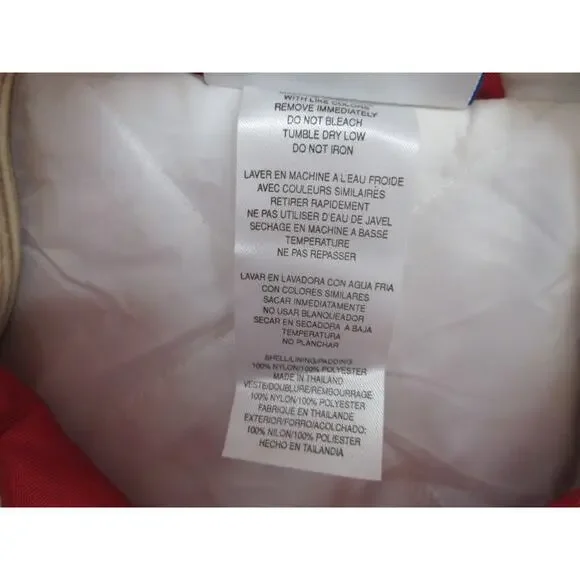 WITH LIKE COLORS
REMOVE IMMEDIATELY
DO NOT BLEACH
TUMBLE DRY LOW
DO NOT IRON
LAVER EN MACHINE A L'EAU FROIDE
AVEC COULEURS SIMILAIRES
RETIRER RAPIDEMENT
NE PAS UTILISER D'EAU DE JAVEL
SECHAGE EN MACHINE A BASSE
TEMPERATURE
NE PAS REPASSER
LAVAR EN LAVADORA CON AGUA FRIA
CON COLORES SIMILARES
SACAR INMEDIATAMENTE
NO USAR BLANQUEADOR
SECAR EN SECADORA A BAJA
TEMPERATURA
NO PLANCHAR
SHELL/LINING/PADDING:
100% NYLON/100% POLYESTER
MADE IN THAILAND
VESTE/DOUBLURE/REMBOURRAGE:
100% NYLON/100% POLYESTER
FABRIQUE EN THAILANDE
EXTERIOR/FORRO/ACOLCHADO:
100% NILON/100% POLIESTER
HECHO EN TAILANDIA